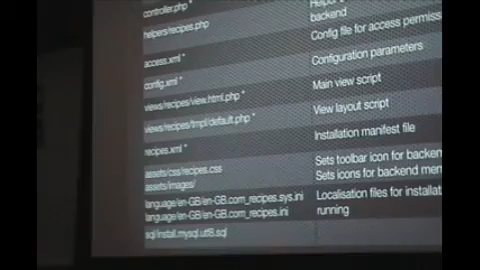 controller.php *
Helper
backend
helpers/recipes.php
Config file for access permiss
access.xml *
Configuration parameters
config.xml *
Main view script
views/recipes/view.html.php *
View layout script
views/recipes/tmpl/default.php *
Installation manifest file
recipes.xml *
assets/css/recipes.css
assets/images/
Sets toolbar icon for backen
Sets icons for backend men
language/en-GB/en-GB.com_recipes.sys.ini
language/en-GB/en-GB.com_recipes.ini
Localisation files for installat
running
sql/install.mysql.utf8.sql